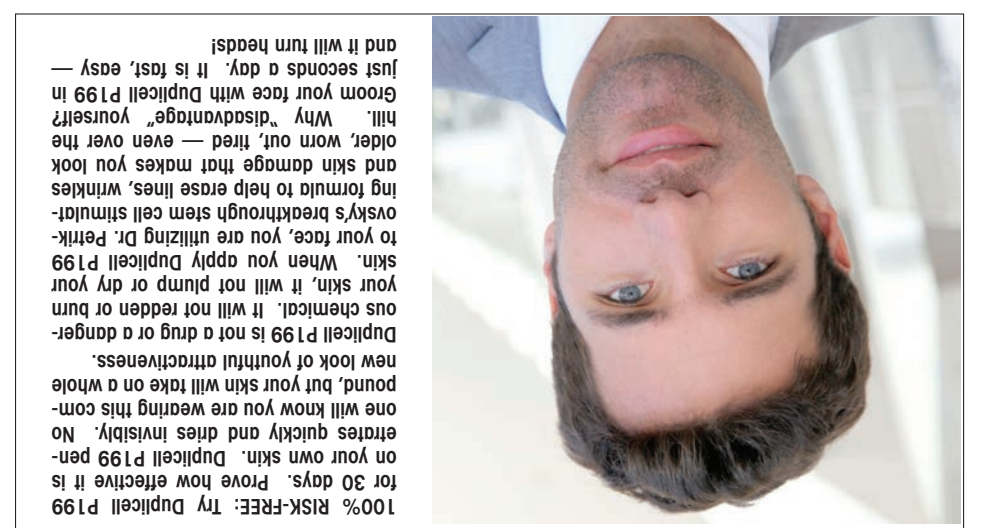 100% RISK-FREE: Try Duplicell P199
for 30 days.  Prove how effective it is
on your own skin.  Duplicell P199 pen-
etrates quickly and dries invisibly.  No
one will know you are wearing this com-
pound, but your skin will take on a whole
new look of youthful attractiveness.
Duplicell P199 is not a drug or a danger-
ous chemical.  It will not redden or burn
your skin, it will not plump or dry your
skin.  When you apply Duplicell P199
to your face, you are utilizing Dr. Petrik-
ovsky's breakthrough stem cell stimulat-
ing formula to help erase lines, wrinkles
and skin damage that makes you look
older, worn out, tired — even over the
hill.  Why "disadvantage" yourself?
Groom your face with Duplicell P199 in
just seconds a day.  It is fast, easy —
and it will turn heads!